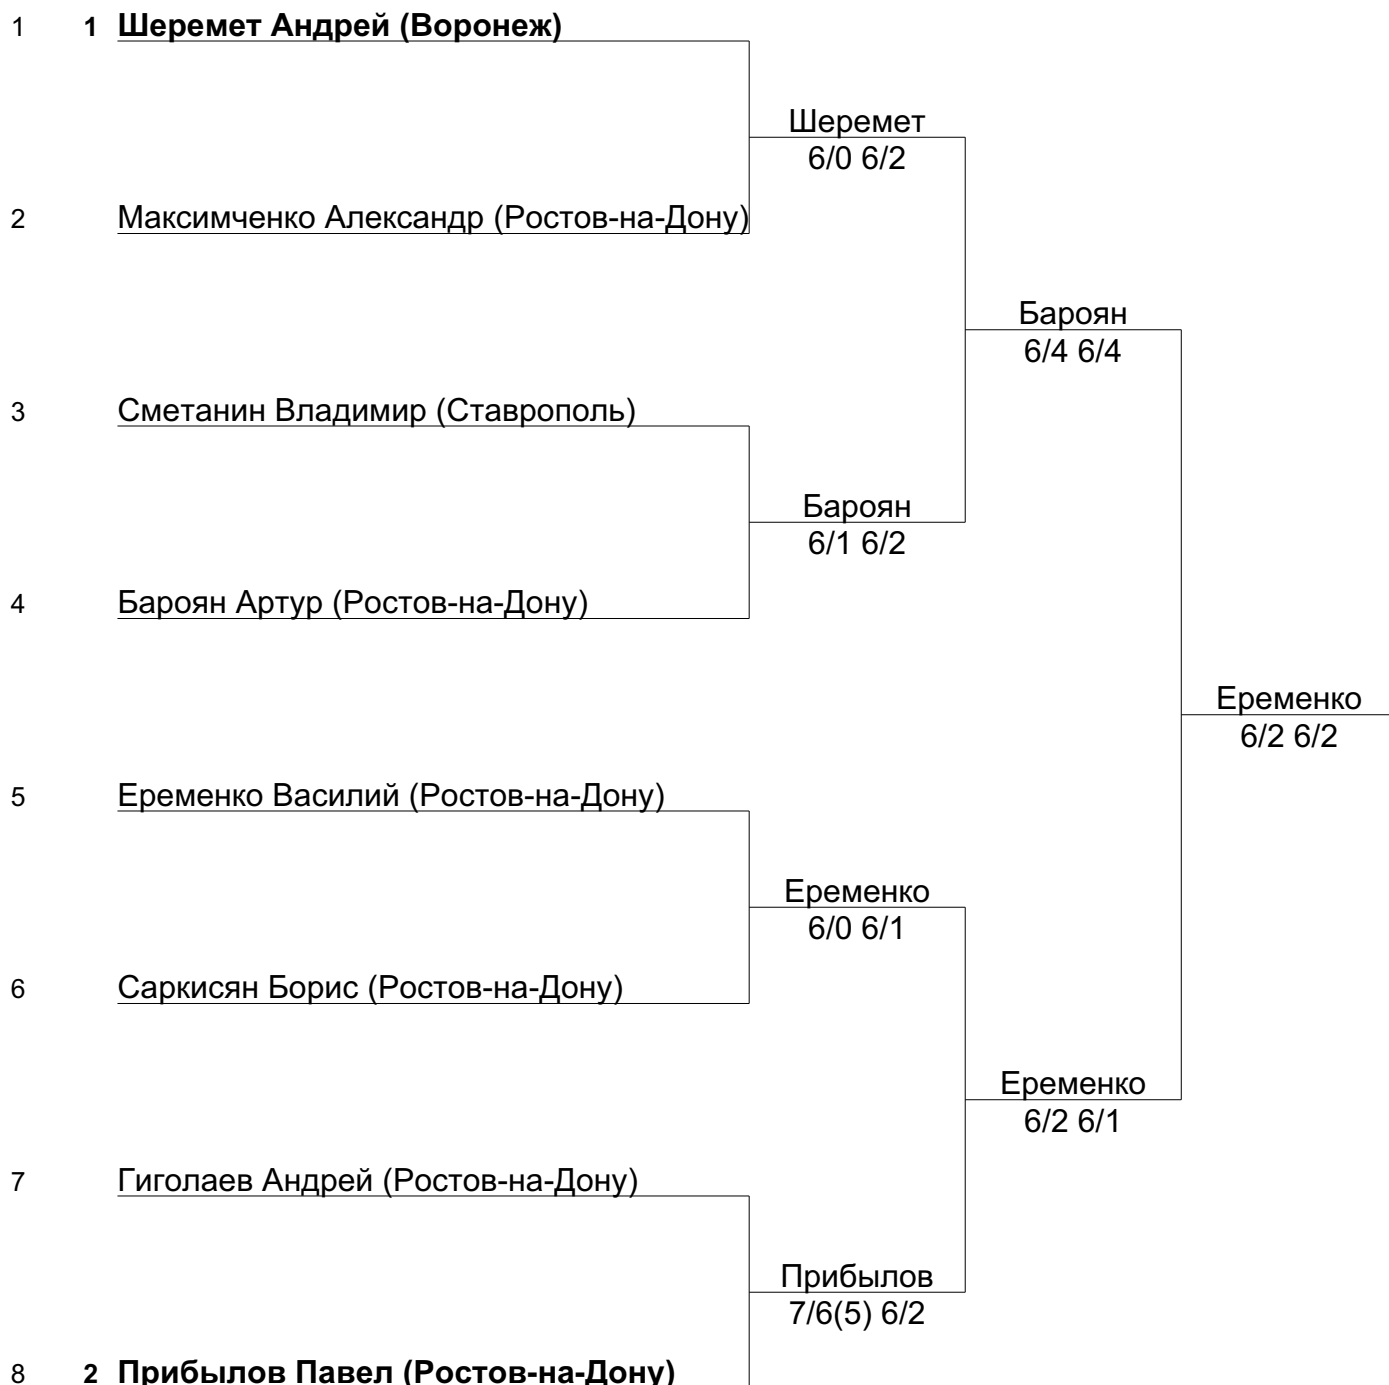 1 1 Шеремет Андрей (Воронеж)
Шеремет
6/0 6/2
2 Максимченко Александр (Ростов-на-Дону)
Бароян
6/4 6/4
3 Сметанин Владимир (Ставрополь)
Бароян
6/1 6/2
4 Бароян Артур (Ростов-на-Дону)
Еременко
6/2 6/2
5 Еременко Василий (Ростов-на-Дону)
Еременко
6/0 6/1
6 Саркисян Борис (Ростов-на-Дону)
Еременко
6/2 6/1
7 Гиголаев Андрей (Ростов-на-Дону)
Прибылов
7/6(5) 6/2
8 2 Прибылов Павел (Ростов-на-Дону)